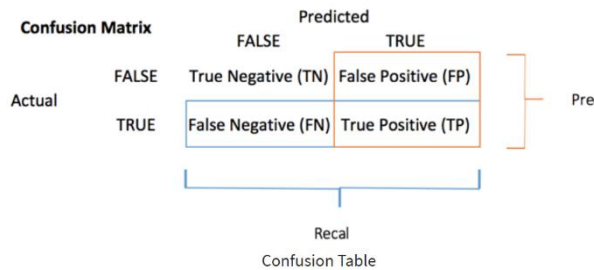 Confusion Matrix
Predicted
FALSE TRUE
FALSE True Negative (TN) False Positive (FP)
Actual Pre
TRUE False Negative (FN) True Positive (TP)
Recal
Confusion Table